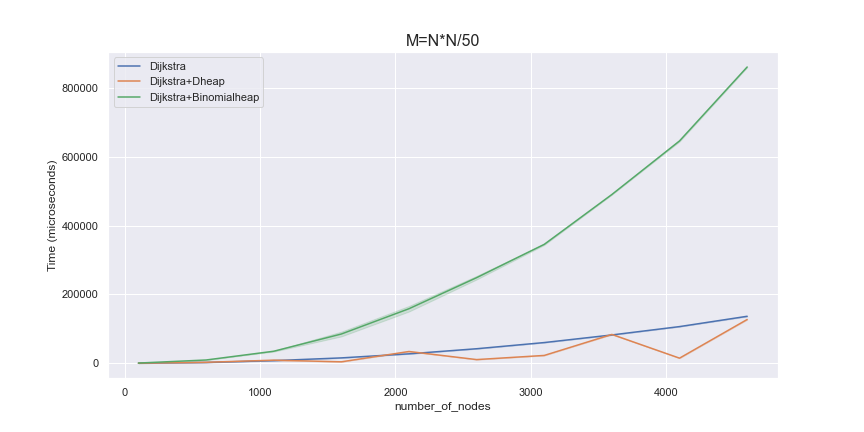 M=N*N/50
Dijkstra
Dijkstra+Dheap
Dijkstra+Binomialheap
Time (microseconds)
800000
600000
400000
200000
0
0 1000 2000 3000 4000
number_of_nodes